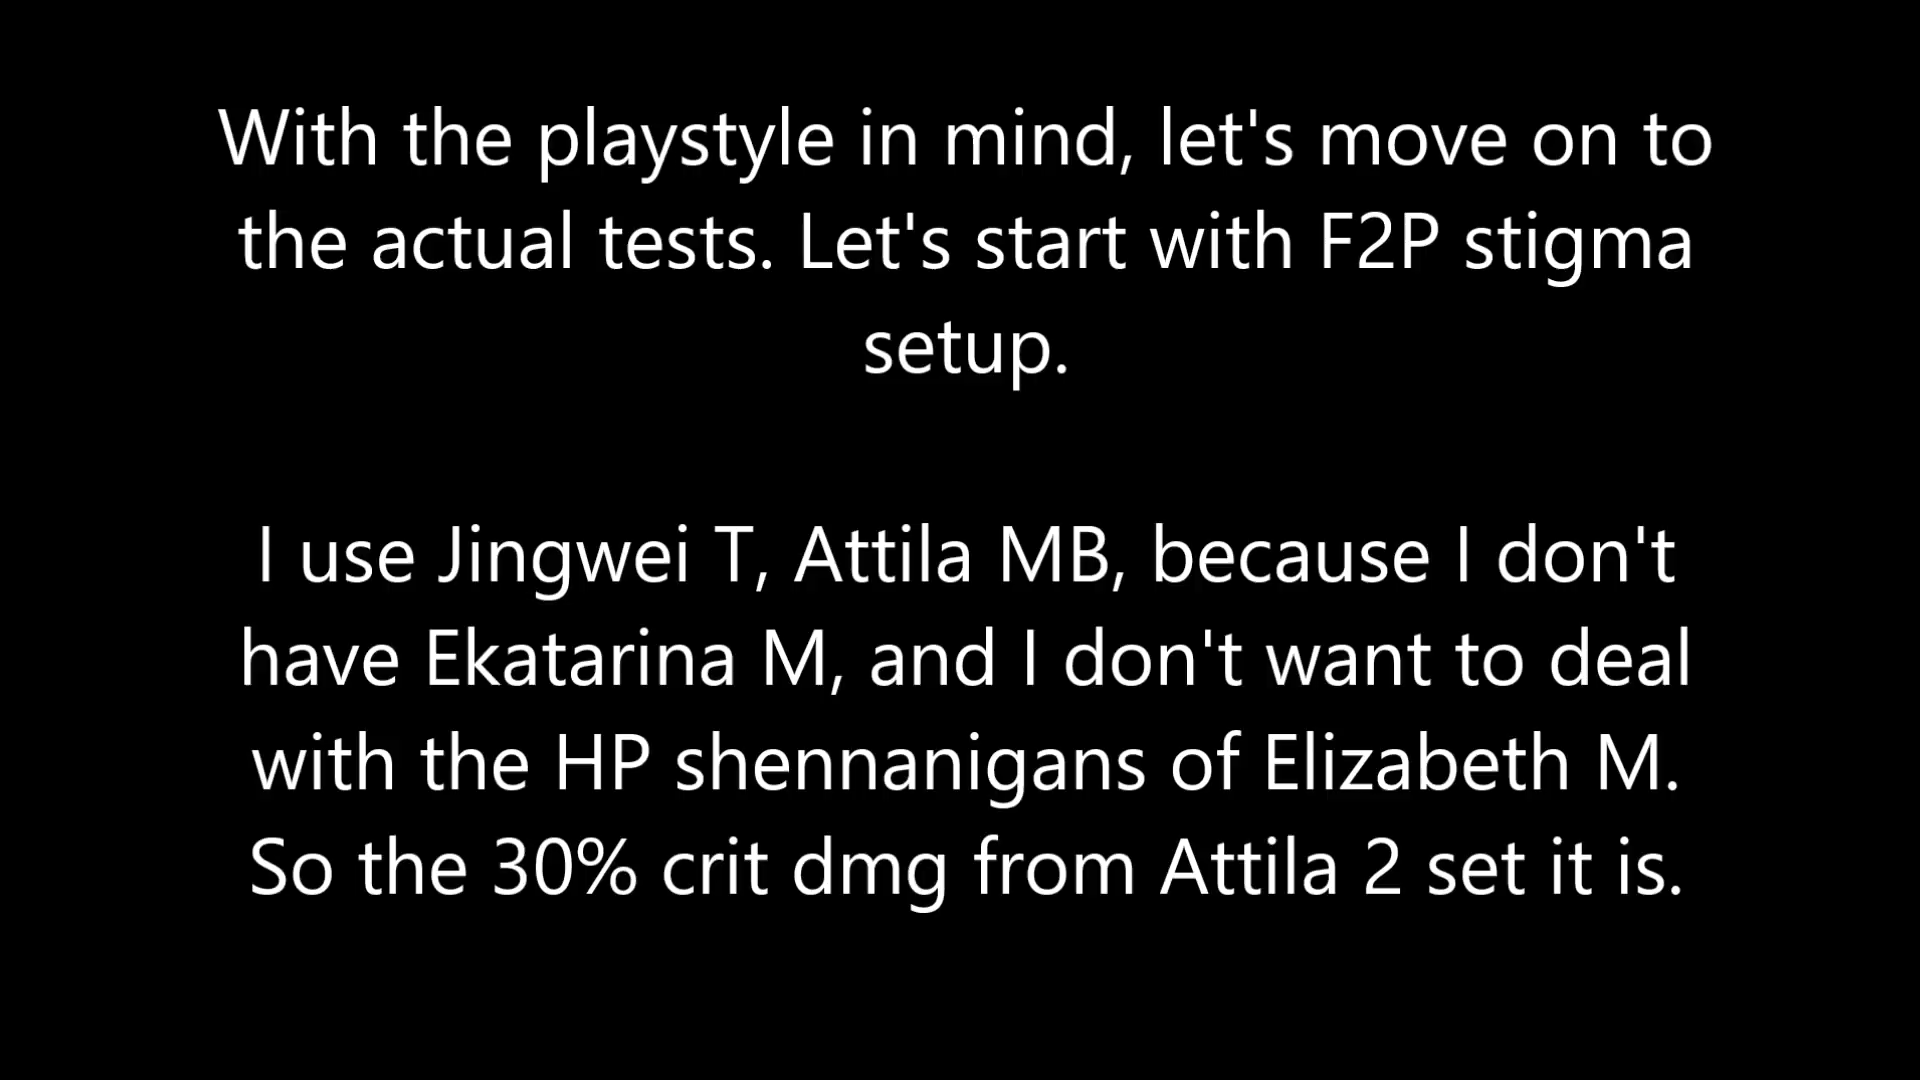 With the playstyle in mind, let's move on to
the actual tests. Let's start with F2P stigma
setup.
I use Jingwei T, Attila MB, because I don't
have Ekatarina M, and I don't want to deal
with the HP shennanigans of Elizabeth M.
So the 30% crit dmg from Attila 2 set it is.